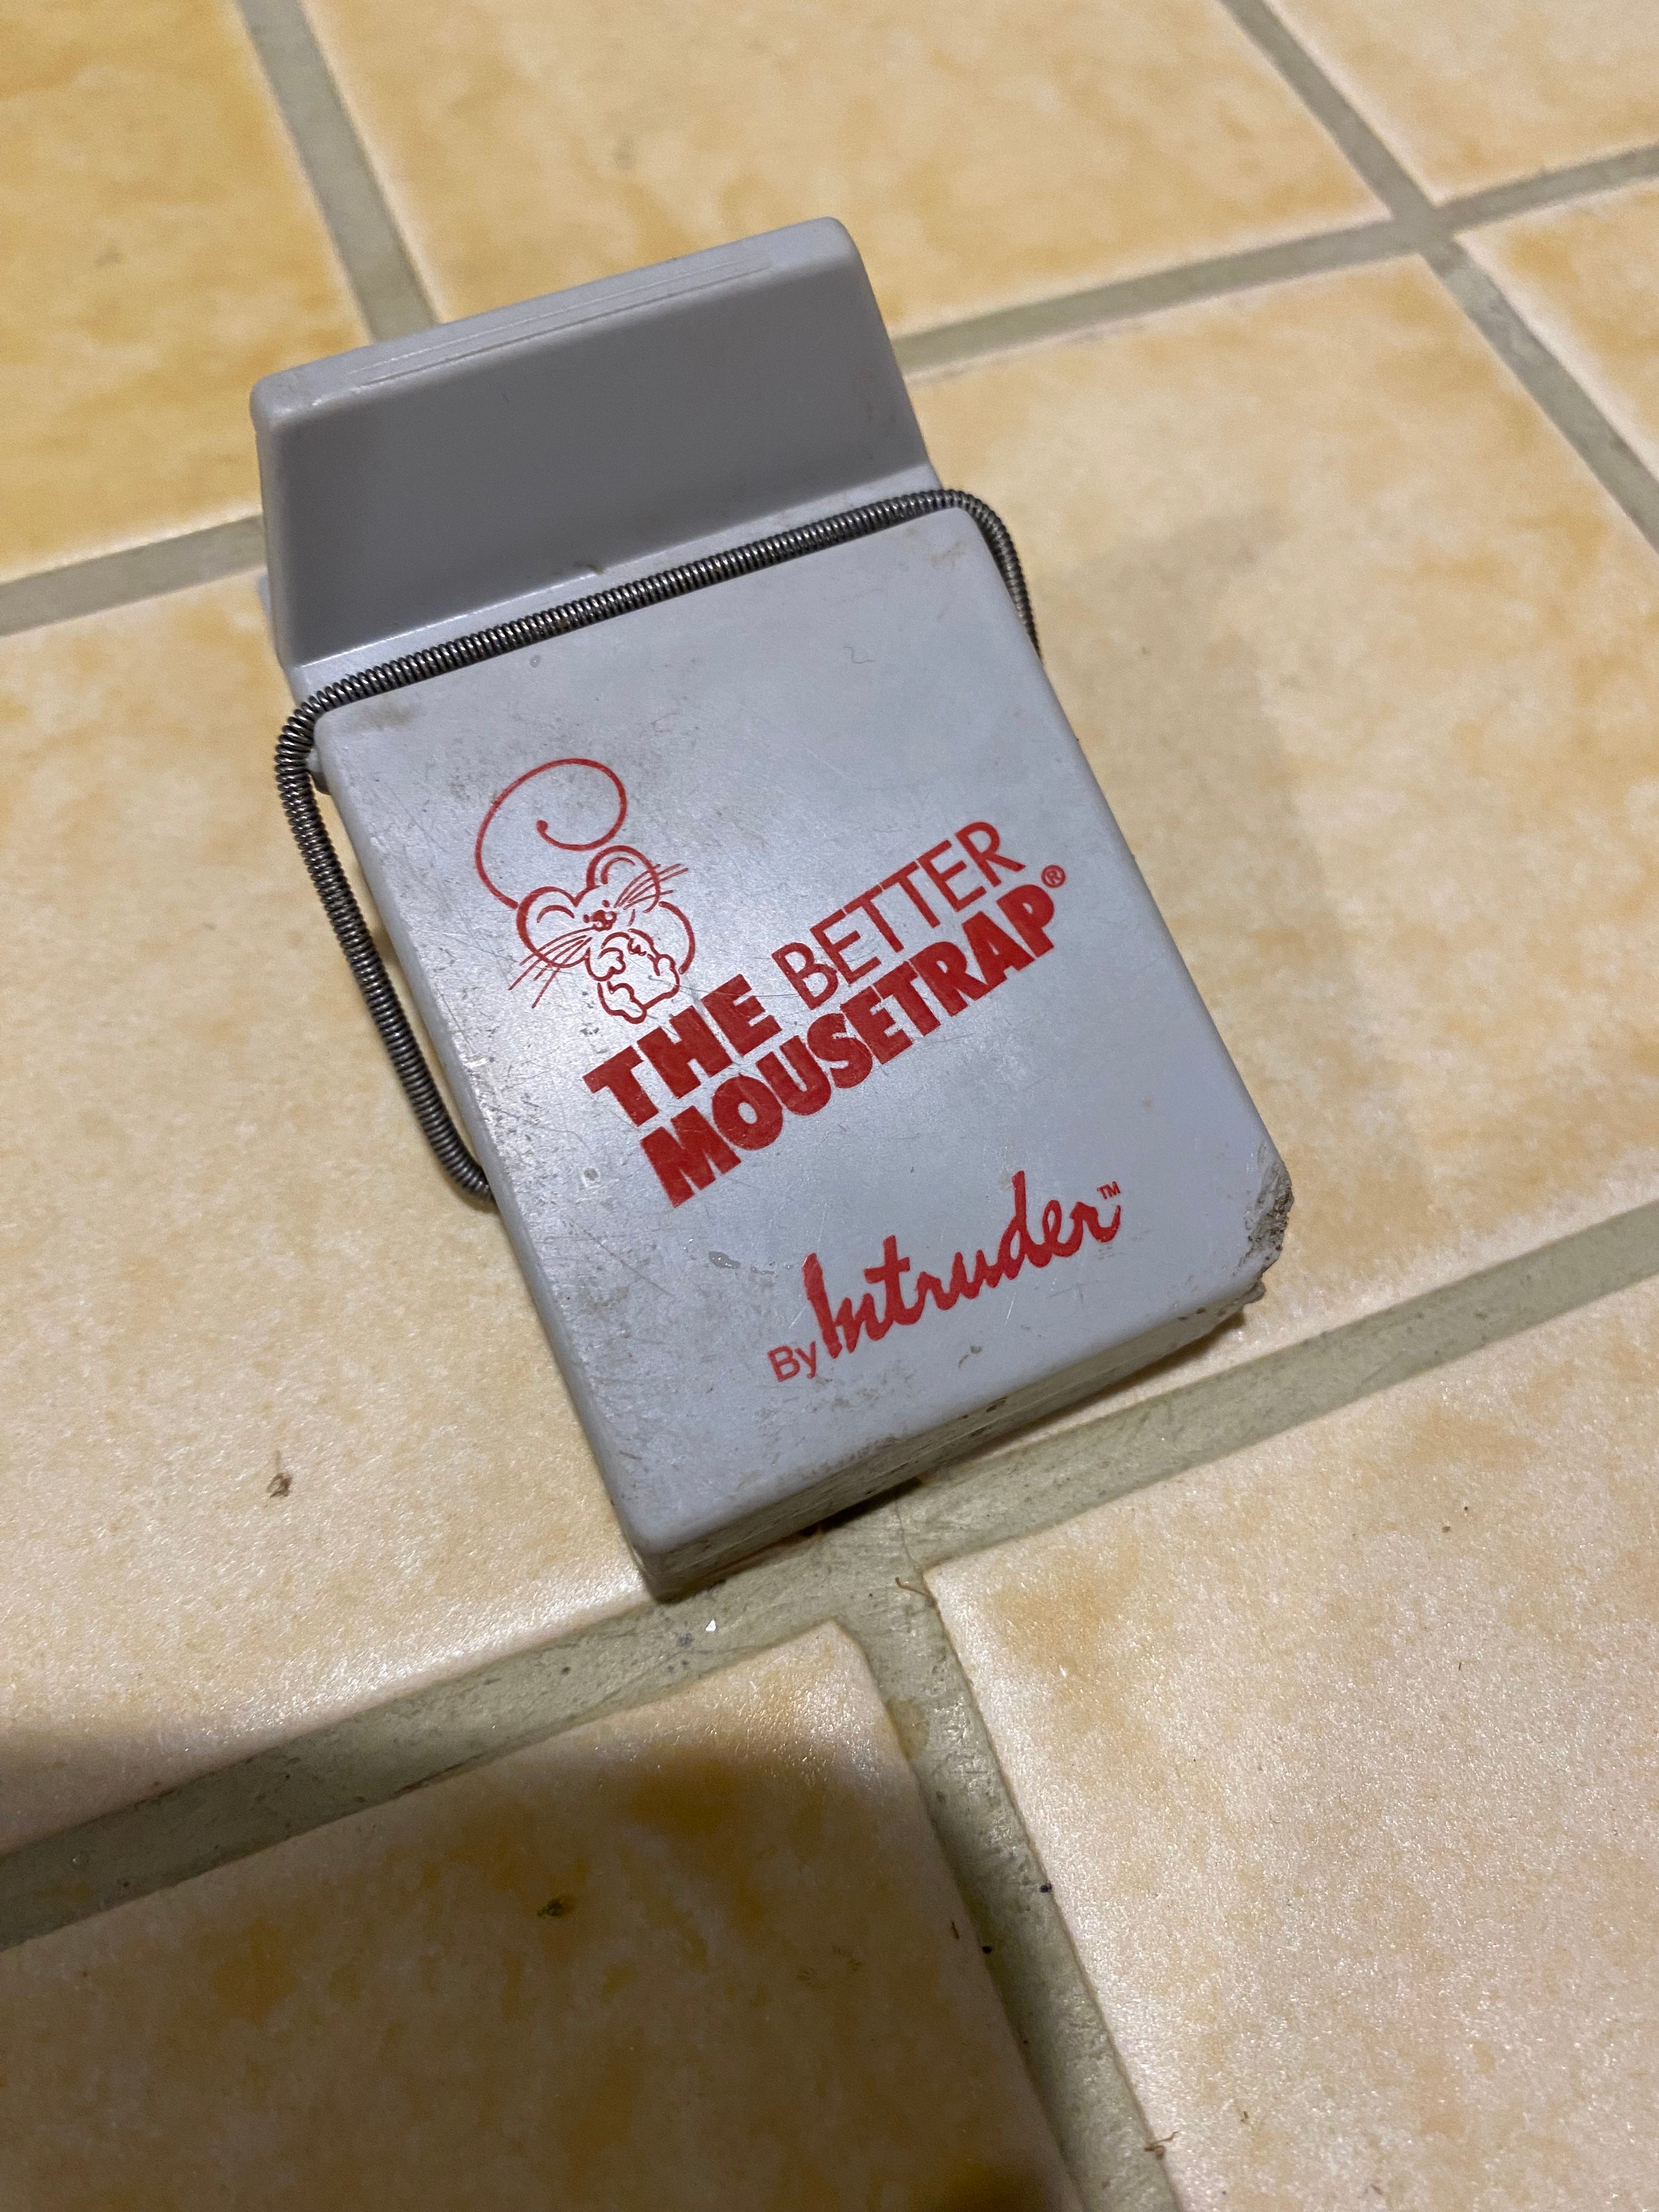 THE BETTER
MOUSETRAP®
By Intruder™